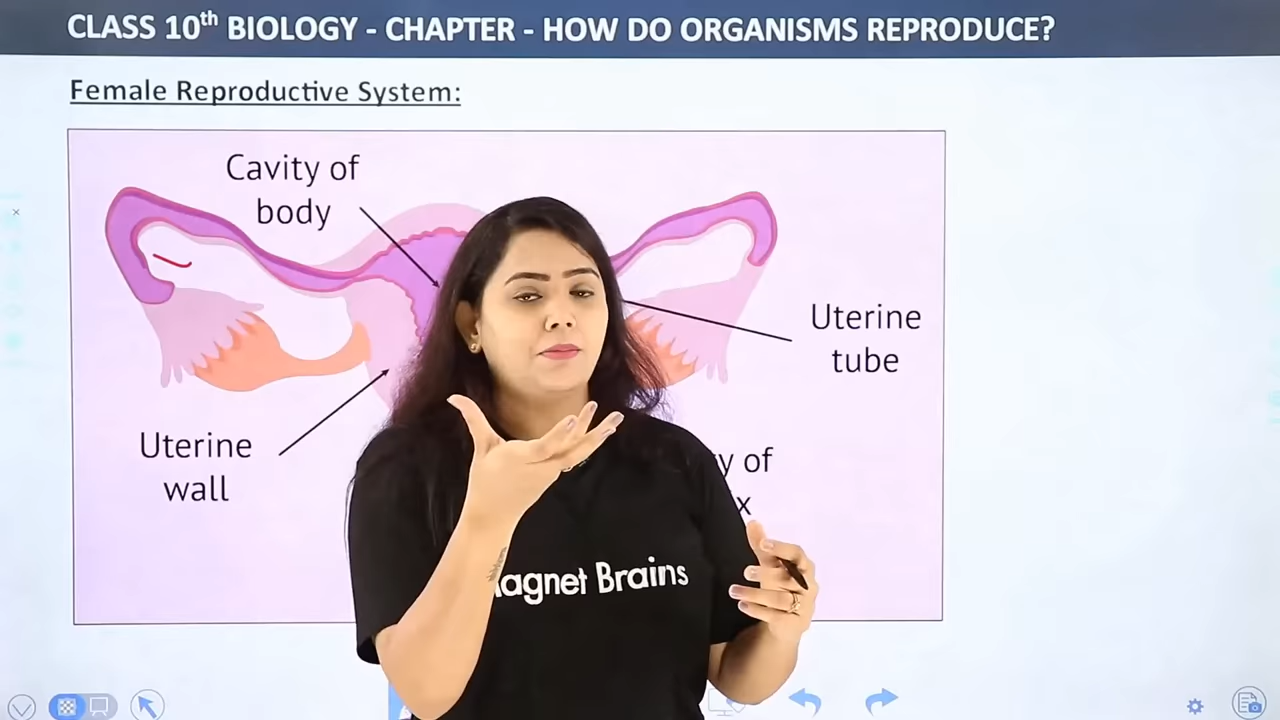 CLASS 10th BIOLOGY - CHAPTER - HOW DO ORGANISMS REPRODUCE?
Female Reproductive System:
Cavity of
body
Uterine
tube
Uterine
wall
of
Brains